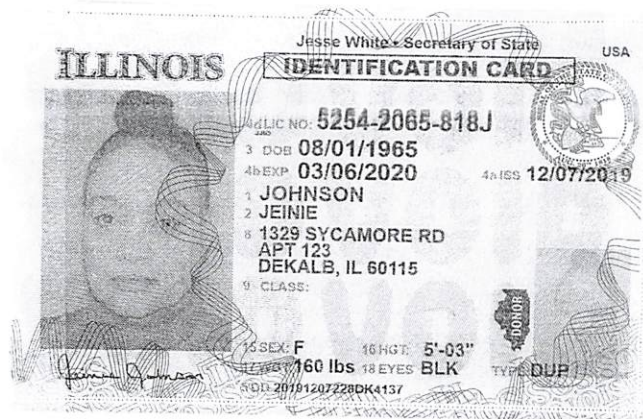 Jesse White • Secretary of State
USA
ILLINOIS
IDENTIFICATION CARD
4d LIC NO: 5254-2065-818J
3 DOB 08/01/1965
4b EXP 03/06/2020 4a ISS 12/07/2019
1 JOHNSON
2 JEINIE
8 1329 SYCAMORE RD
APT 123
DEKALB, IL 60115
9 CLASS:
DONOR
15 SEX: F 16 HGT: 5'-03"
17 WGT 160 lbs 18 EYES BLK TYPE DUP
5 DD 20191207228DK4137